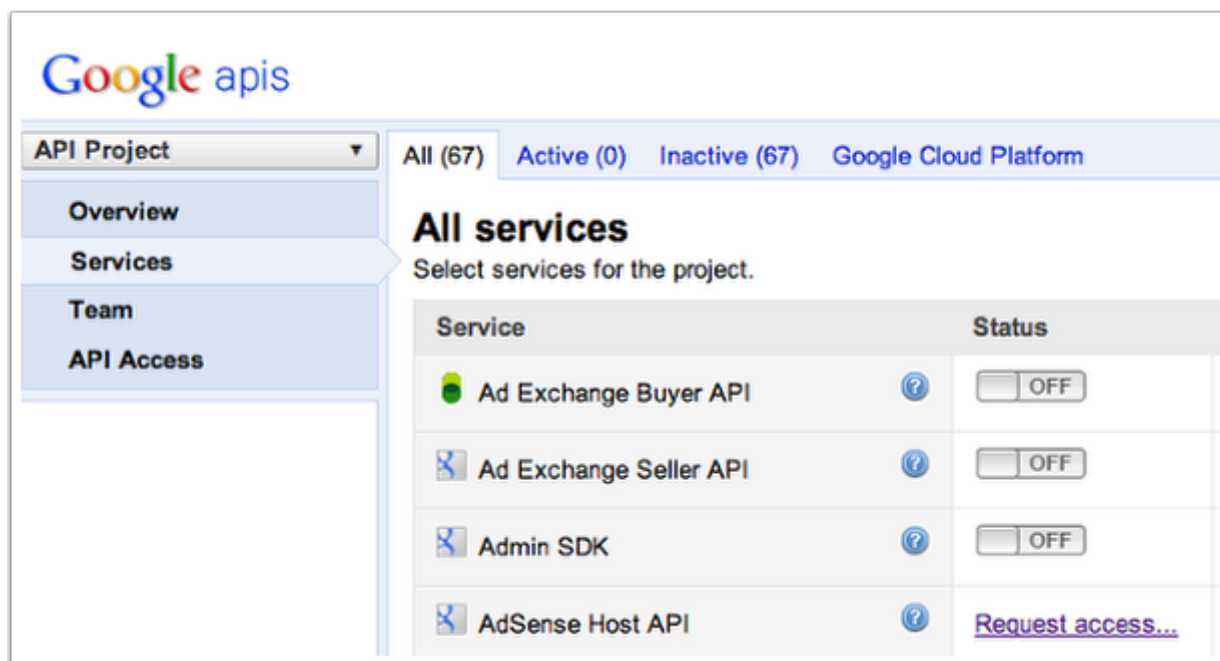 Google apis
API Project
Overview
Services
Team
API Access
All (67) Active (0) Inactive (67) Google Cloud Platform
All services
Select services for the project.
Service Status
Ad Exchange Buyer API OFF
Ad Exchange Seller API OFF
Admin SDK OFF
AdSense Host API Request access...